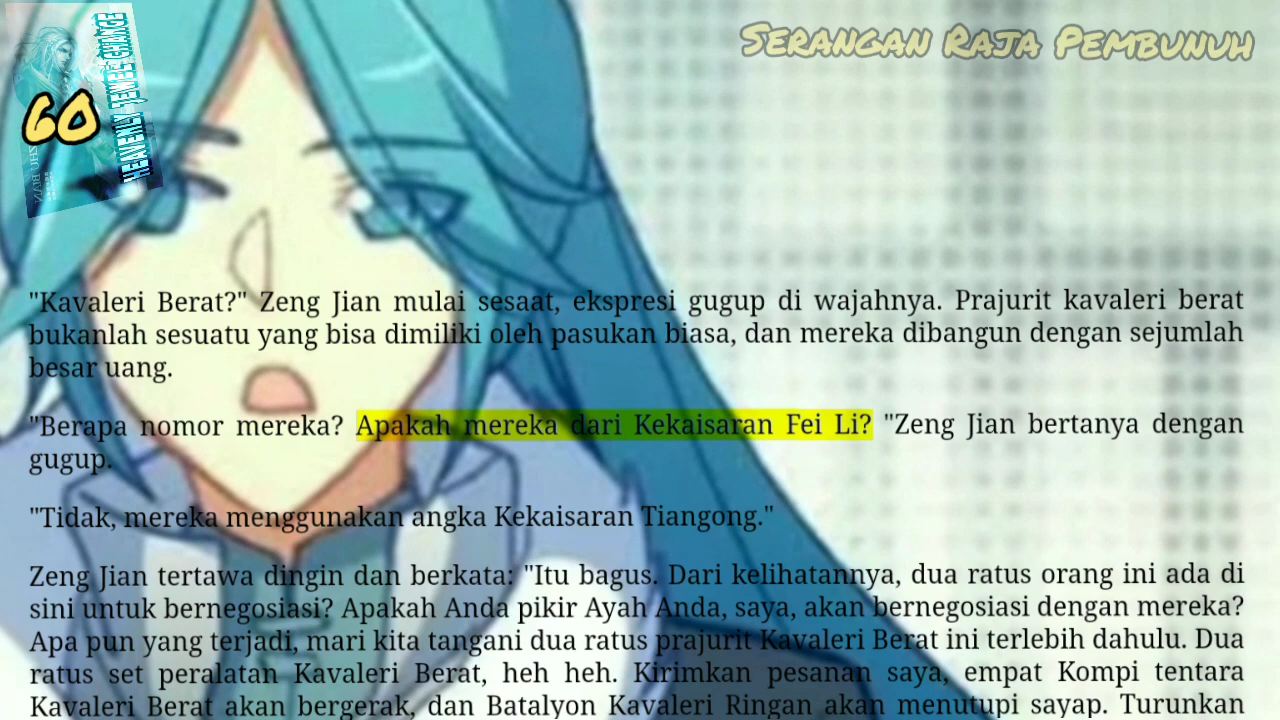 Serangan Raja Pembunuh
60
HEAVENLY JEWEL CHANGE
"Kavaleri Berat?" Zeng Jian mulai sesaat, ekspresi gugup di wajahnya. Prajurit kavaleri berat
bukanlah sesuatu yang bisa dimiliki oleh pasukan biasa, dan mereka dibangun dengan sejumlah
besar uang.
"Berapa nomor mereka? Apakah mereka dari Kekaisaran Fei Li? "Zeng Jian bertanya dengan
gugup.
"Tidak, mereka menggunakan angka Kekaisaran Tiangong."
Zeng Jian tertawa dingin dan berkata: "Itu bagus. Dari kelihatannya, dua ratus orang ini ada di
sini untuk bernegosiasi? Apakah Anda pikir Ayah Anda, saya, akan bernegosiasi dengan mereka?
Apa pun yang terjadi, mari kita tangani dua ratus prajurit Kavaleri Berat ini terlebih dahulu. Dua
ratus set peralatan Kavaleri Berat, heh heh. Kirimkan pesanan saya, empat Kompi tentara
Kavaleri Berat akan bergerak, dan Batalyon Kavaleri Ringan akan menutupi sayap. Turunkan